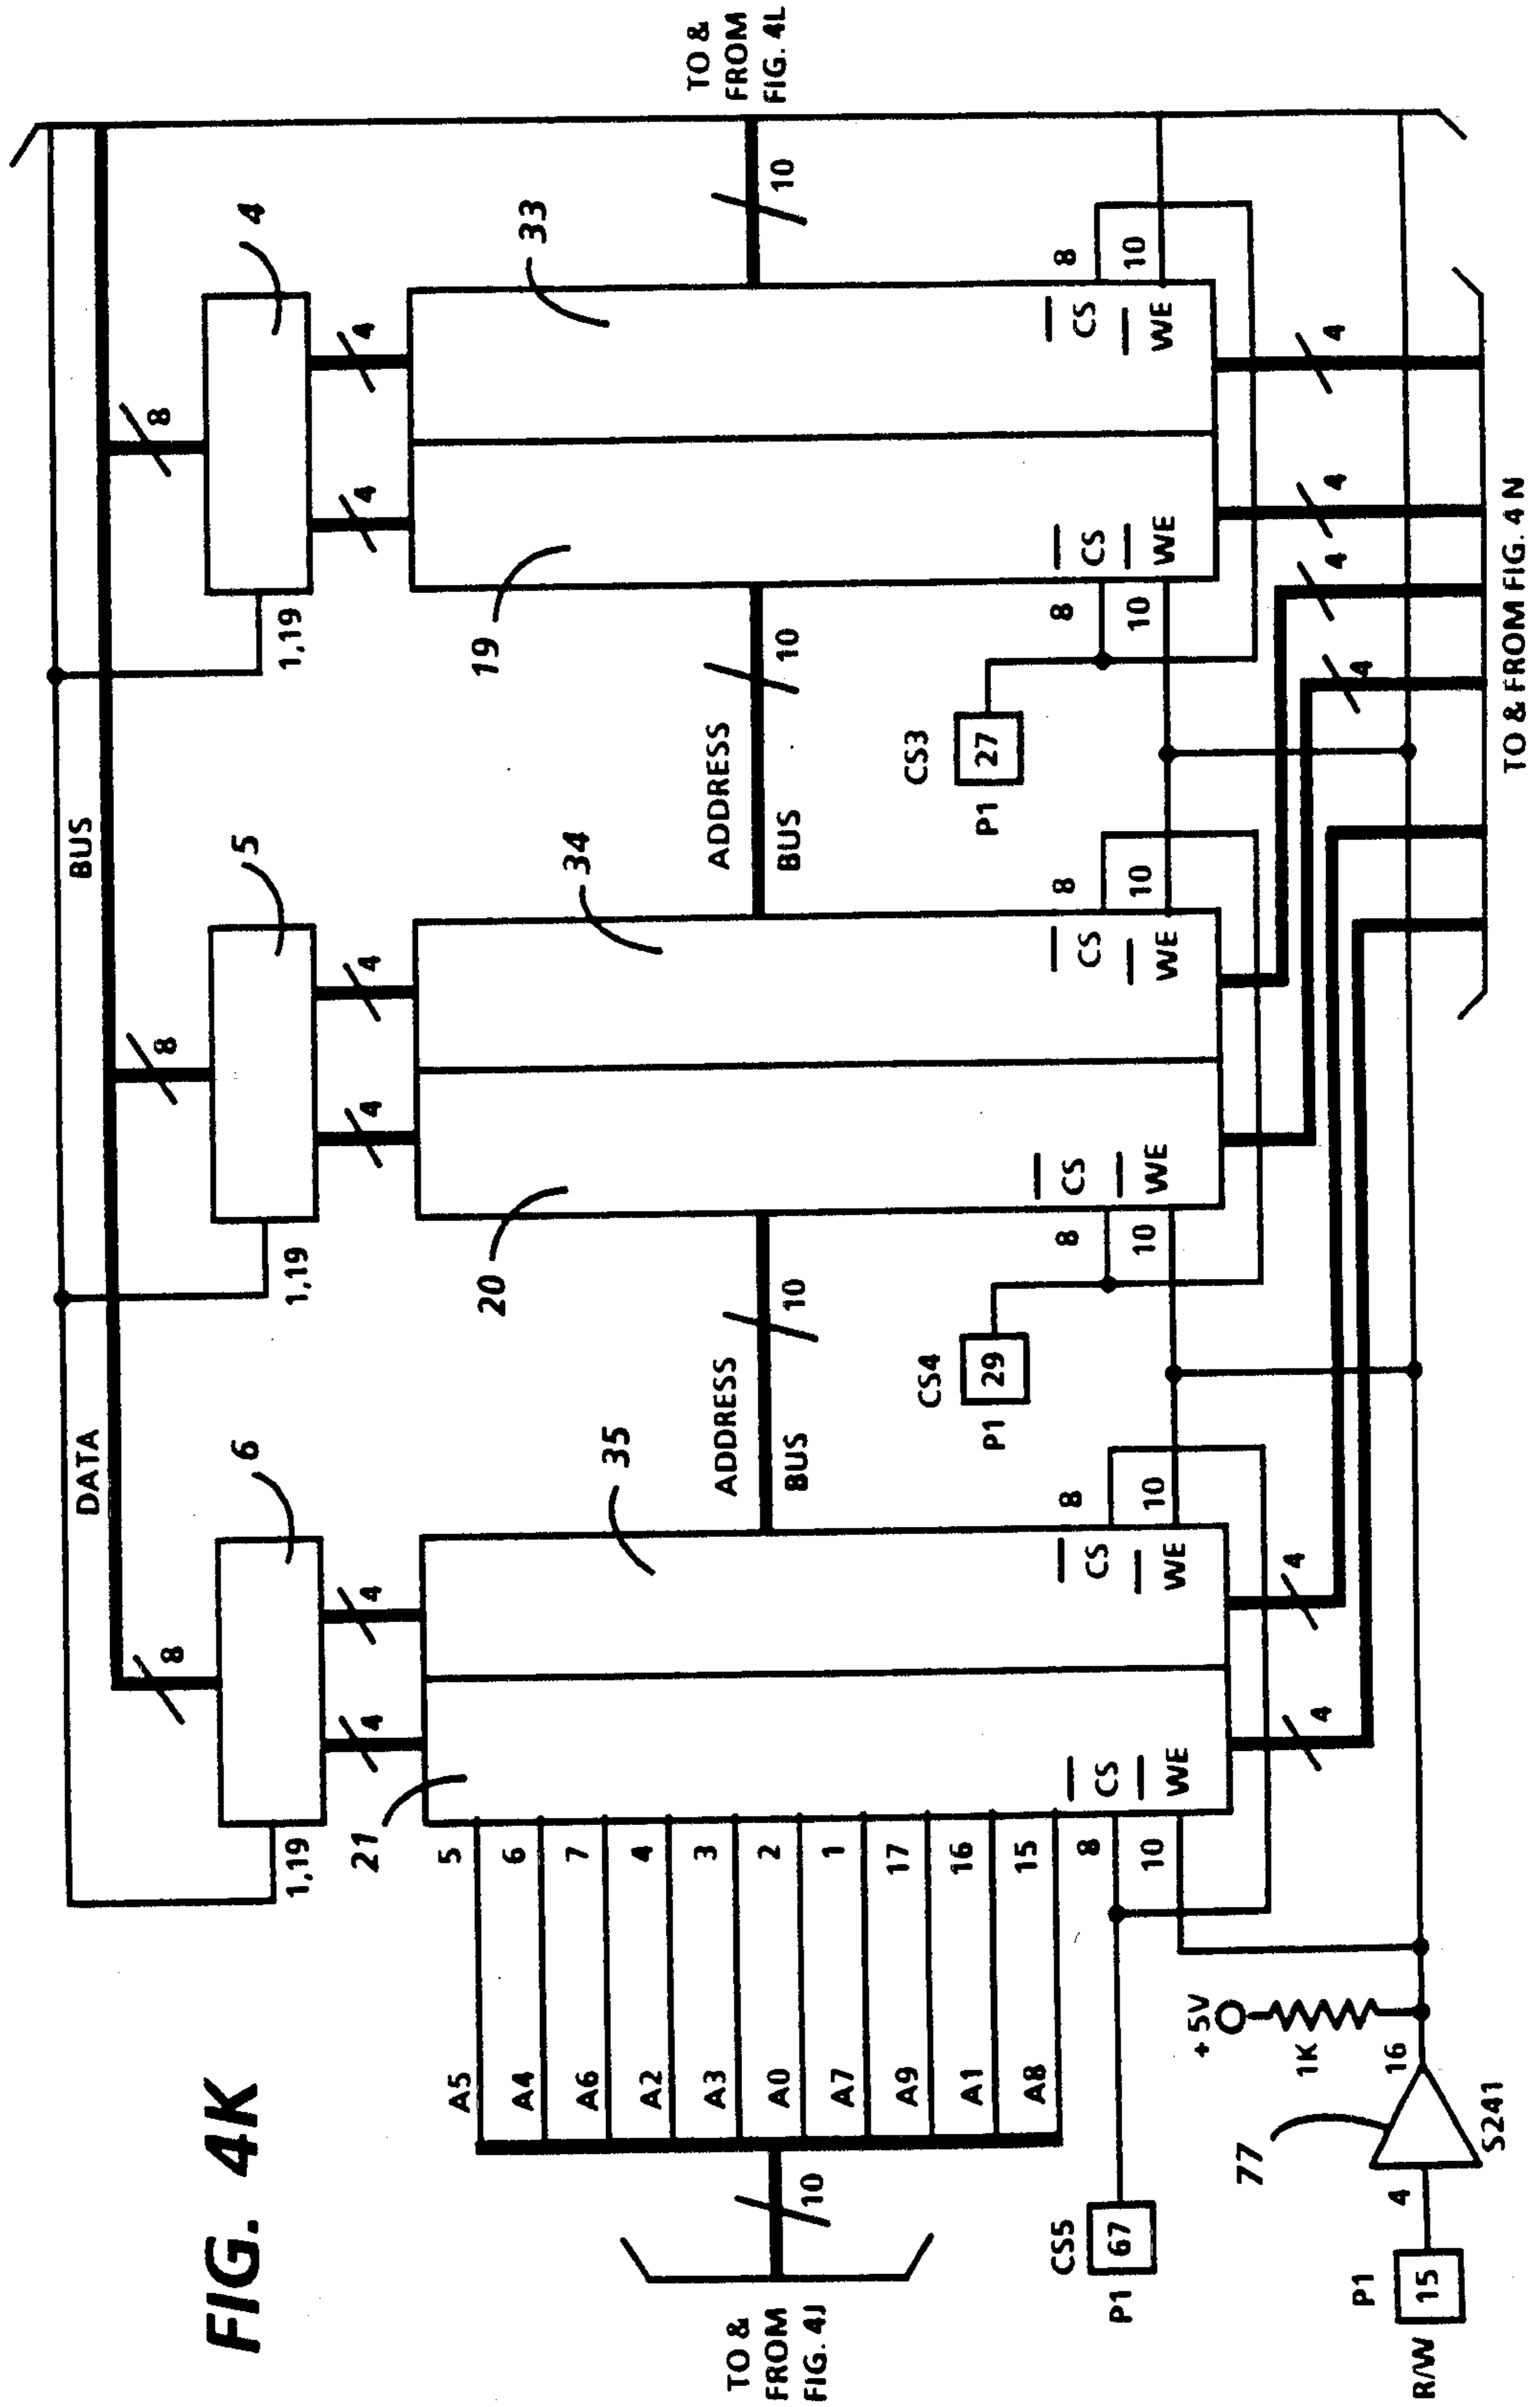 FIG. 4K
DATA
BUS
6
5
4
8
8
8
1,19
1,19
1,19
4
4
4
4
4
4
21
35
20
34
19
33
TO &
FROM
FIG. 4J
10
A5
A4
A6
A2
A3
A0
A7
A9
A1
A8
5
6
7
4
3
2
1
17
16
15
8
10
CS
WE
CS
WE
8
10
ADDRESS
BUS
10
CS
WE
8
10
CS
WE
8
10
ADDRESS
BUS
10
CS
WE
8
10
CS
WE
8
10
10
TO &
FROM
FIG. 4L
CS5
67
P1
CS4
29
P1
CS3
27
P1
4
4
4
4
4
4
+5V
1K
77
R/W
15
P1
4
16
S241
TO & FROM FIG. 4N